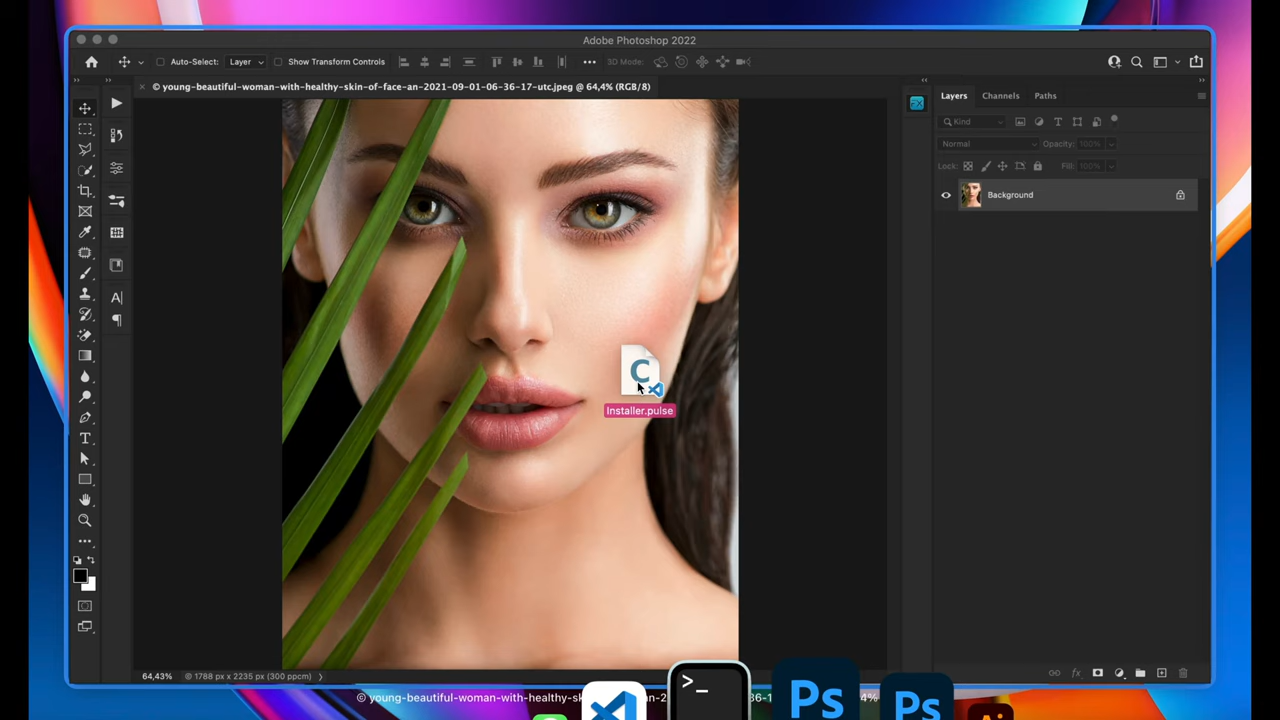 Adobe Photoshop 2022
Auto-Select: Layer Show Transform Controls 3D Mode:
© young-beautiful-woman-with-healthy-skin-of-face-an-2021-09-01-06-36-17-utc.jpeg @ 64,4% (RGB/8)
Layers Channels Paths
Kind
Normal Opacity: 100%
Lock: Fill: 100%
Background
C
Installer.pulse
64,43% © 1788 px x 2235 px (300 ppcm)
© young-beautiful-woman-with-healthy-sk
>_ Ps Ps Ai